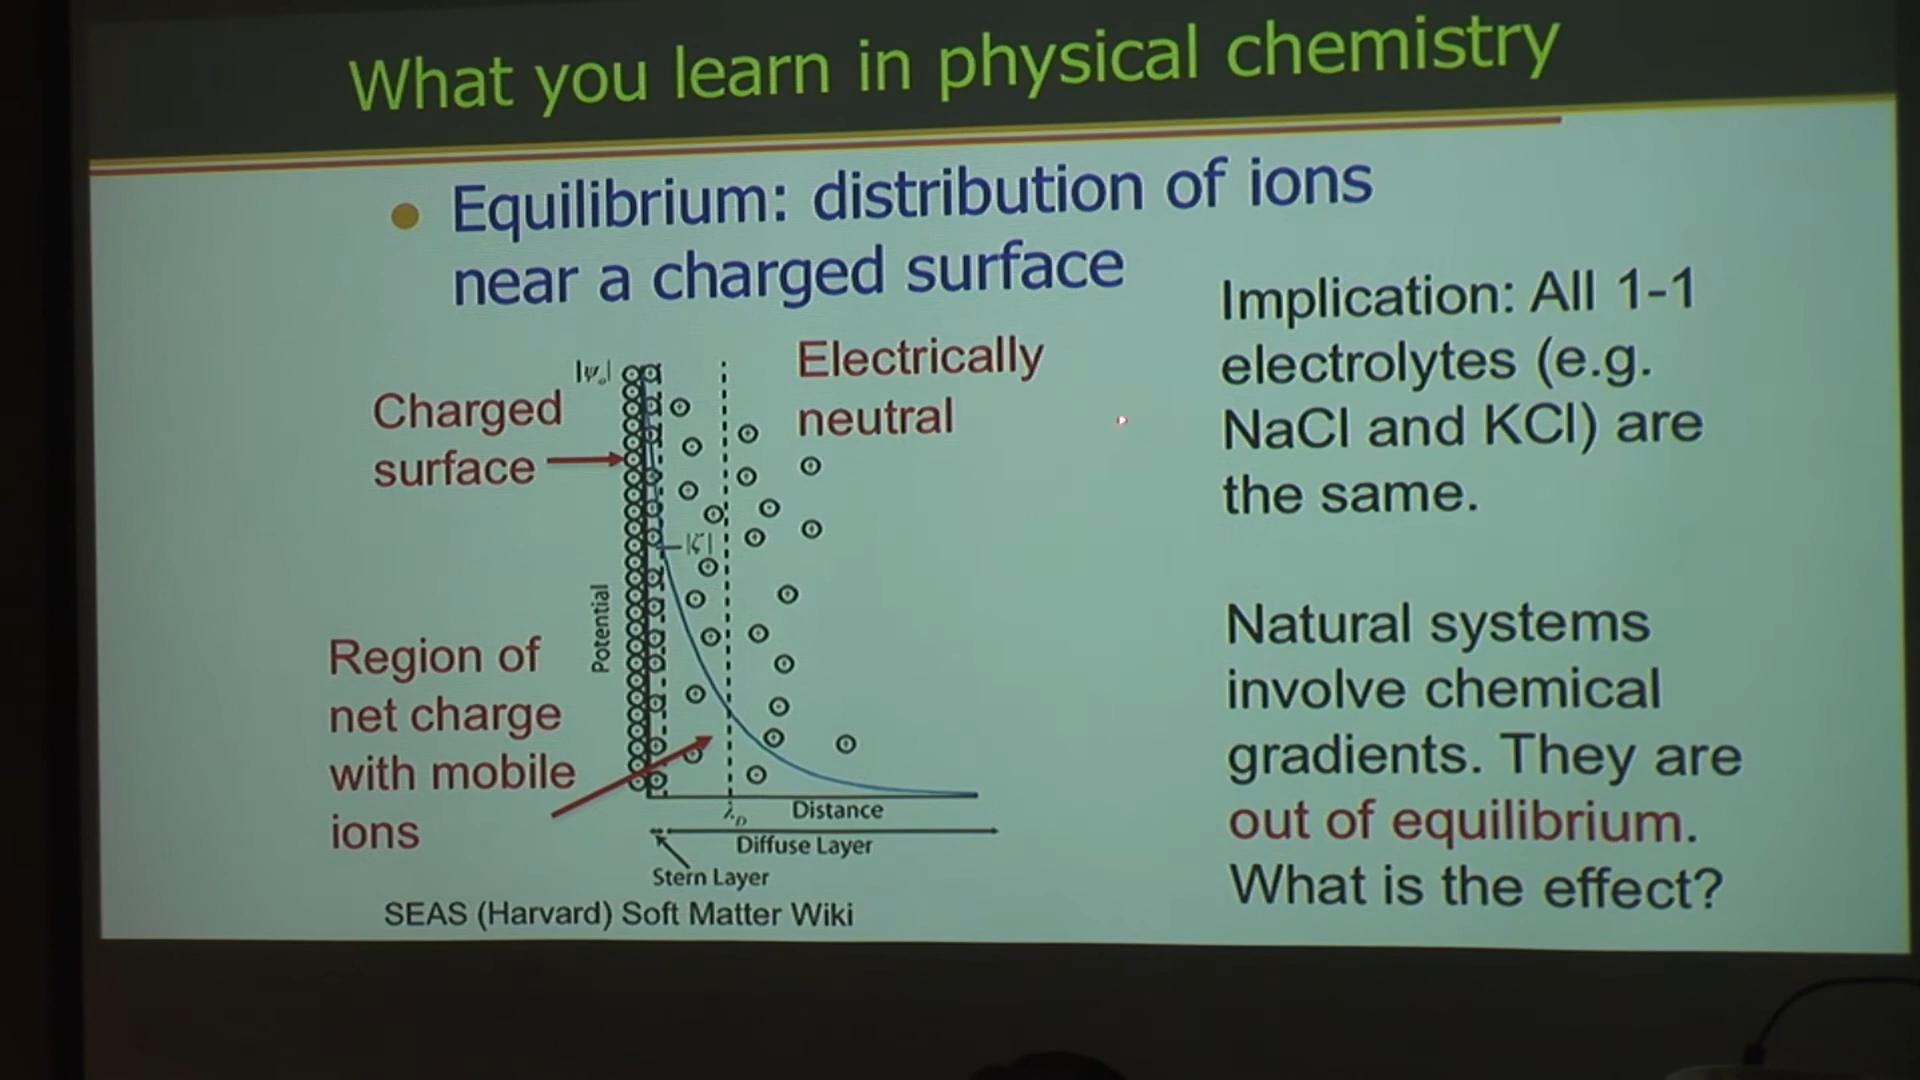 What you learn in physical chemistry
Equilibrium: distribution of ions
near a charged surface
|ψₒ|
Charged
surface
Electrically
neutral
|ζ|
Potential
Region of
net charge
with mobile
ions
λ_D
Distance
Diffuse Layer
Stern Layer
SEAS (Harvard) Soft Matter Wiki
Implication: All 1-1
electrolytes (e.g.
NaCl and KCl) are
the same.
Natural systems
involve chemical
gradients. They are
out of equilibrium.
What is the effect?